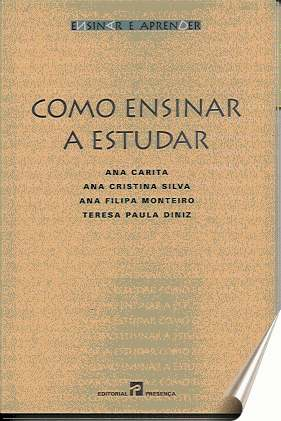 ENSINAR E APRENDER
COMO ENSINAR
A ESTUDAR
ANA CARITA
ANA CRISTINA SILVA
ANA FILIPA MONTEIRO
TERESA PAULA DINIZ
EDITORIAL PRESENÇA